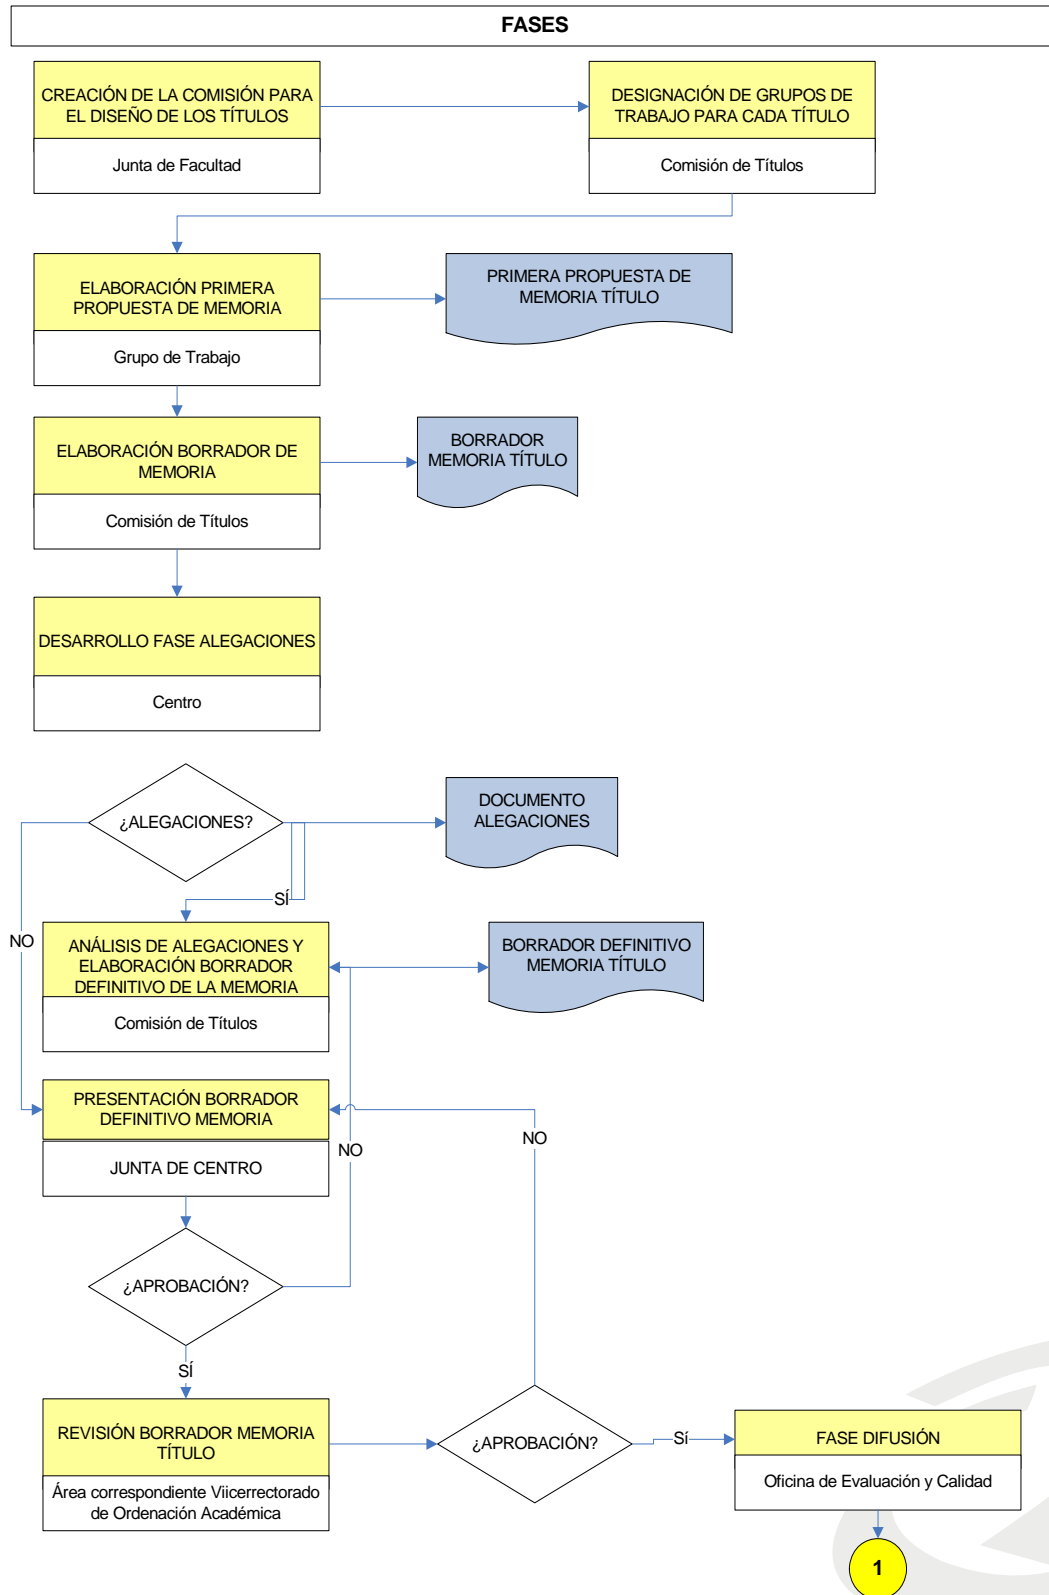 FASES
CREACIÓN DE LA COMISIÓN PARA
EL DISEÑO DE LOS TÍTULOS
Junta de Facultad
DESIGNACIÓN DE GRUPOS DE
TRABAJO PARA CADA TÍTULO
Comisión de Títulos
ELABORACIÓN PRIMERA
PROPUESTA DE MEMORIA
Grupo de Trabajo
PRIMERA PROPUESTA DE
MEMORIA TÍTULO
ELABORACIÓN BORRADOR DE
MEMORIA
Comisión de Títulos
BORRADOR
MEMORIA TÍTULO
DESARROLLO FASE ALEGACIONES
Centro
¿ALEGACIONES?
DOCUMENTO
ALEGACIONES
SÍ
NO
ANÁLISIS DE ALEGACIONES Y
ELABORACIÓN BORRADOR
DEFINITIVO DE LA MEMORIA
Comisión de Títulos
BORRADOR DEFINITIVO
MEMORIA TÍTULO
PRESENTACIÓN BORRADOR
DEFINITIVO MEMORIA
JUNTA DE CENTRO
NO
NO
¿APROBACIÓN?
SÍ
REVISIÓN BORRADOR MEMORIA
TÍTULO
Área correspondiente Viicerrectorado
de Ordenación Académica
¿APROBACIÓN?
Sí
FASE DIFUSIÓN
Oficina de Evaluación y Calidad
1